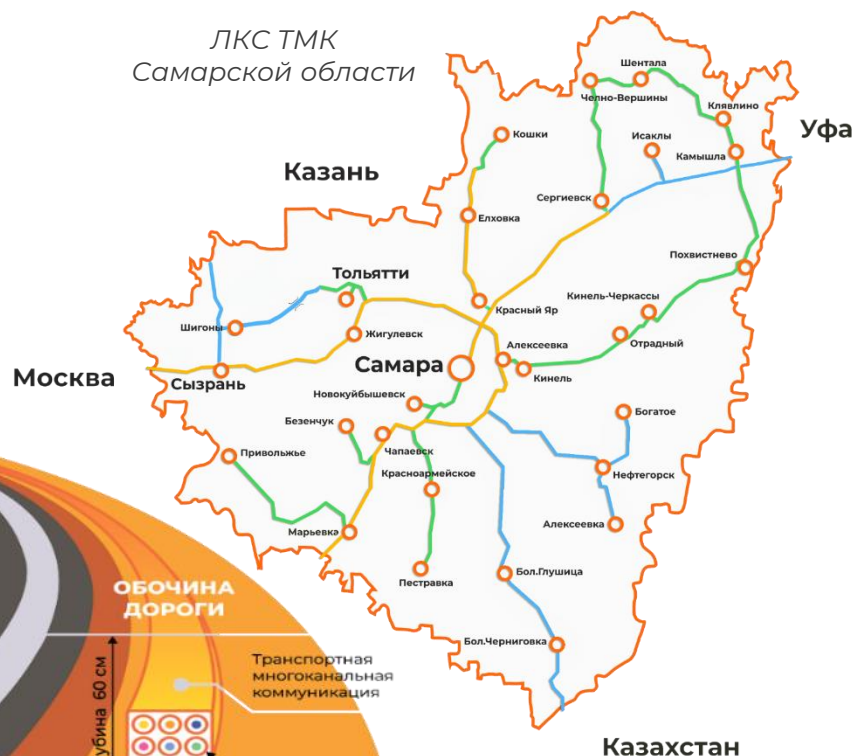 ЛКС ТМК
Самарской области
Шентала
Челно-Вершины
Клявлино
Уфа
Кошки
Исаклы
Камышла
Казань
Сергиевск
Елховка
Похвистнево
Тольятти
Кинель-Черкассы
Красный Яр
Шигоны
Жигулевск
Отрадный
Алексеевка
Самара
Кинель
Москва
Сызрань
Новокуйбышевск
Богатое
Безенчук
Чапаевск
Привольжье
Красноармейское
Нефтегорск
Алексеевка
Марьевка
Пестравка
Бол.Глушица
ОБОЧИНА
ДОРОГИ
Бол.Черниговка
Транспортная
многоканальная
коммуникация
60 см
Казахстан